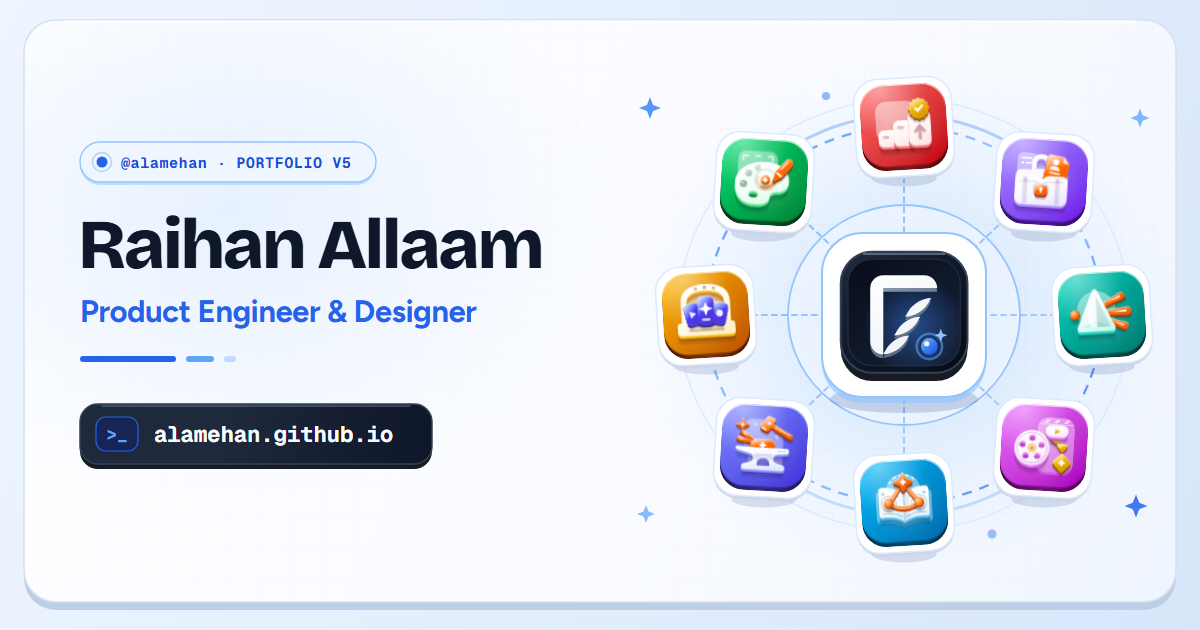 @alamehan · PORTFOLIO V5
Raihan Allaam
Product Engineer & Designer
>_ alamehan.github.io